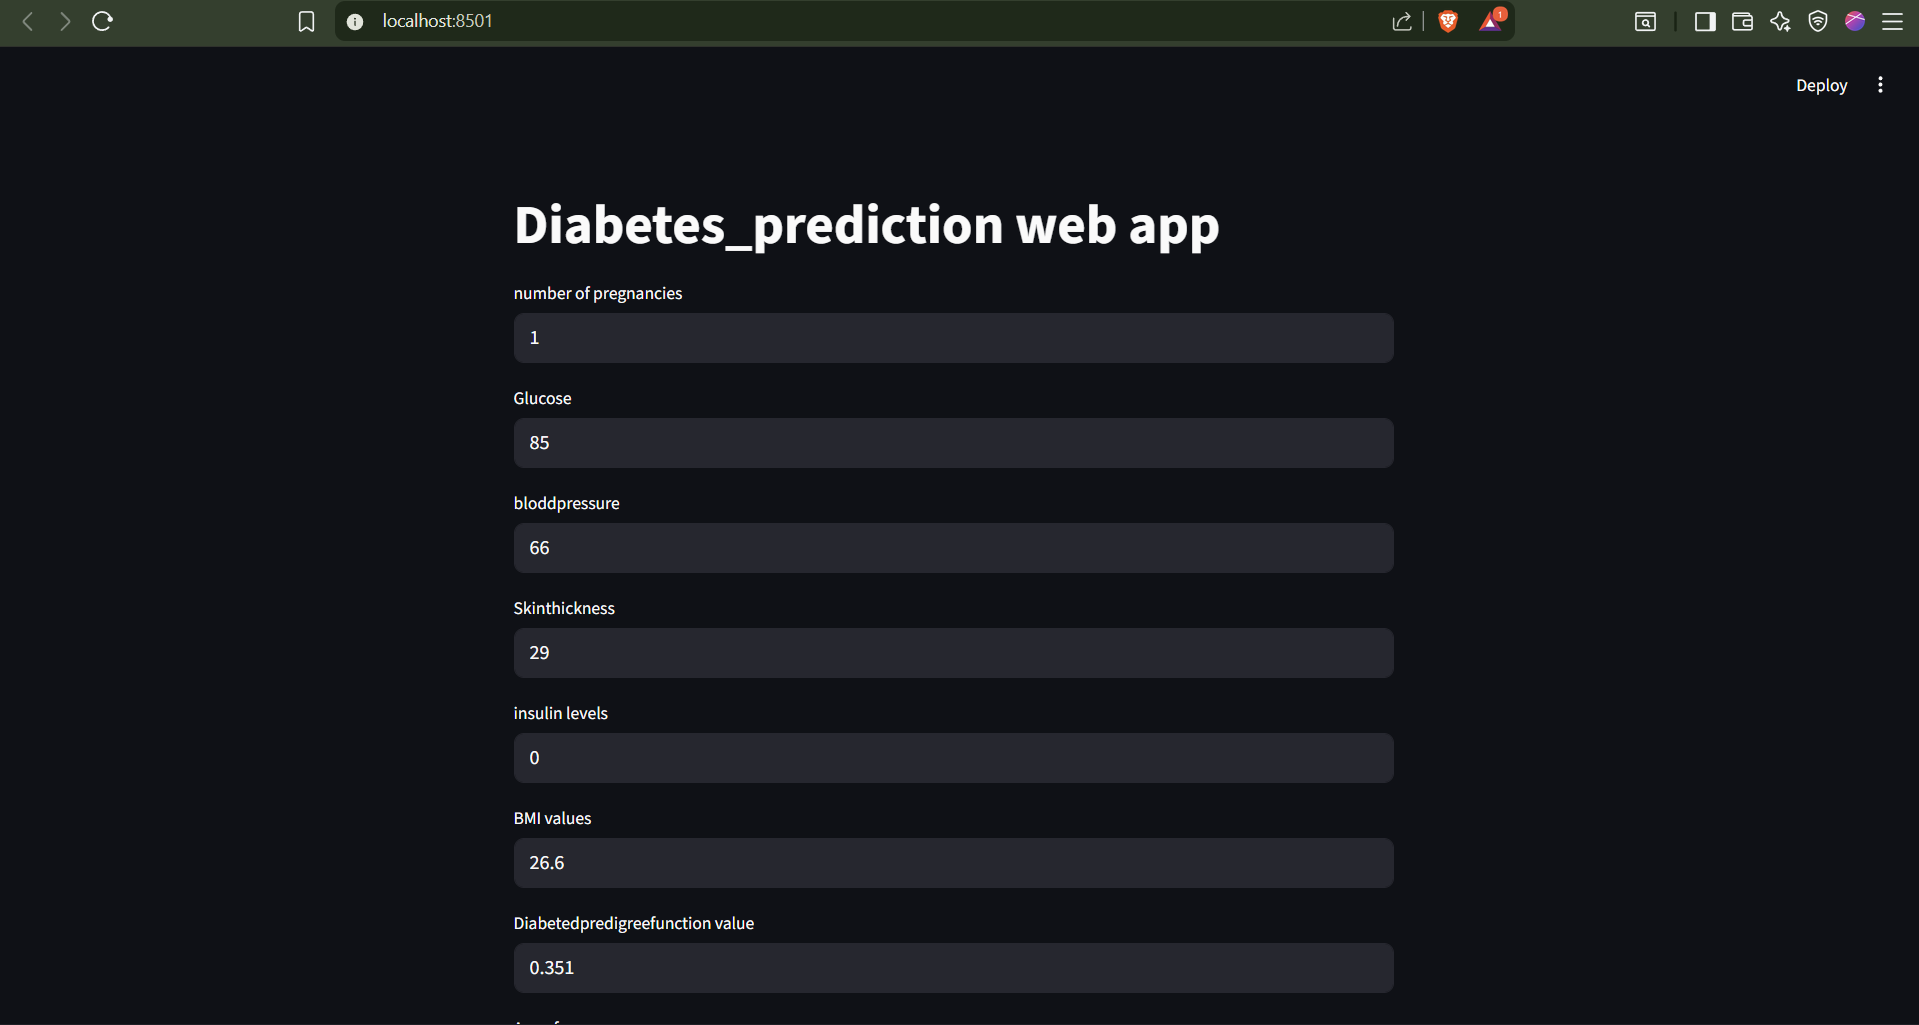 localhost:8501
1
Deploy
Diabetes_prediction web app
number of pregnancies
1
Glucose
85
bloddpressure
66
Skinthickness
29
insulin levels
0
BMI values
26.6
Diabetedpredigreefunction value
0.351